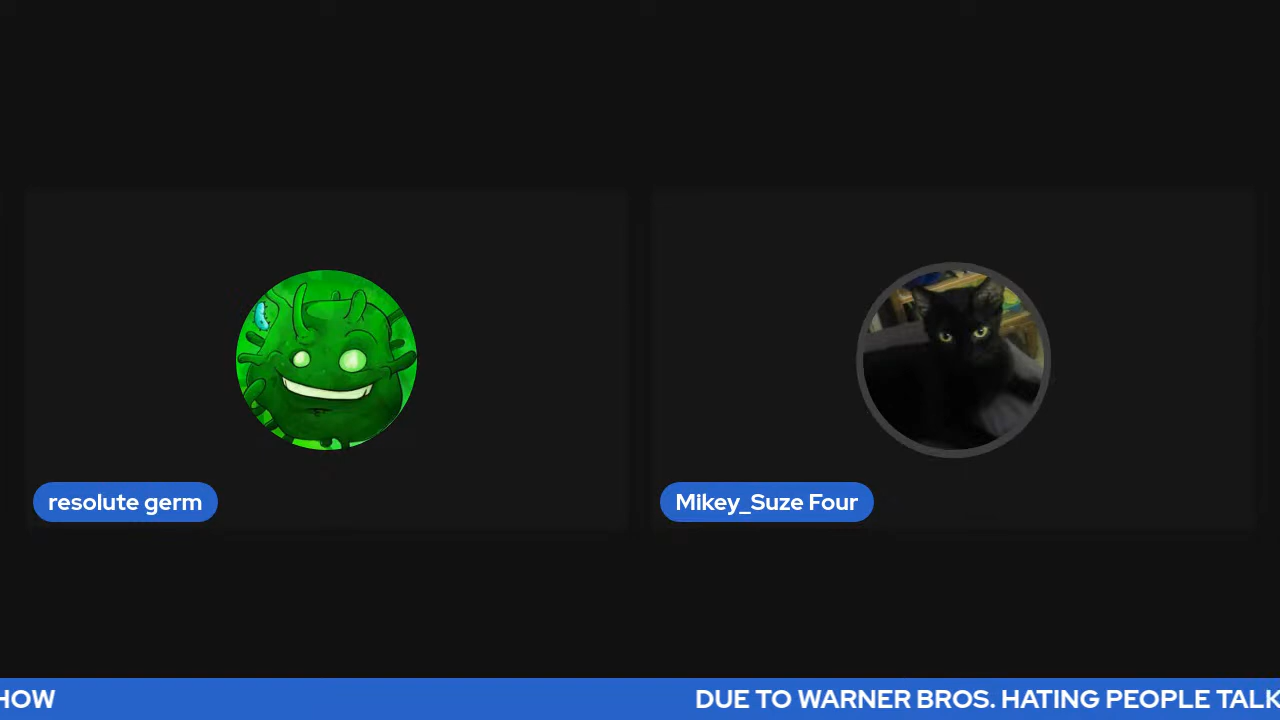 resolute germ
Mikey_Suze Four
HOW
DUE TO WARNER BROS. HATING PEOPLE TALK